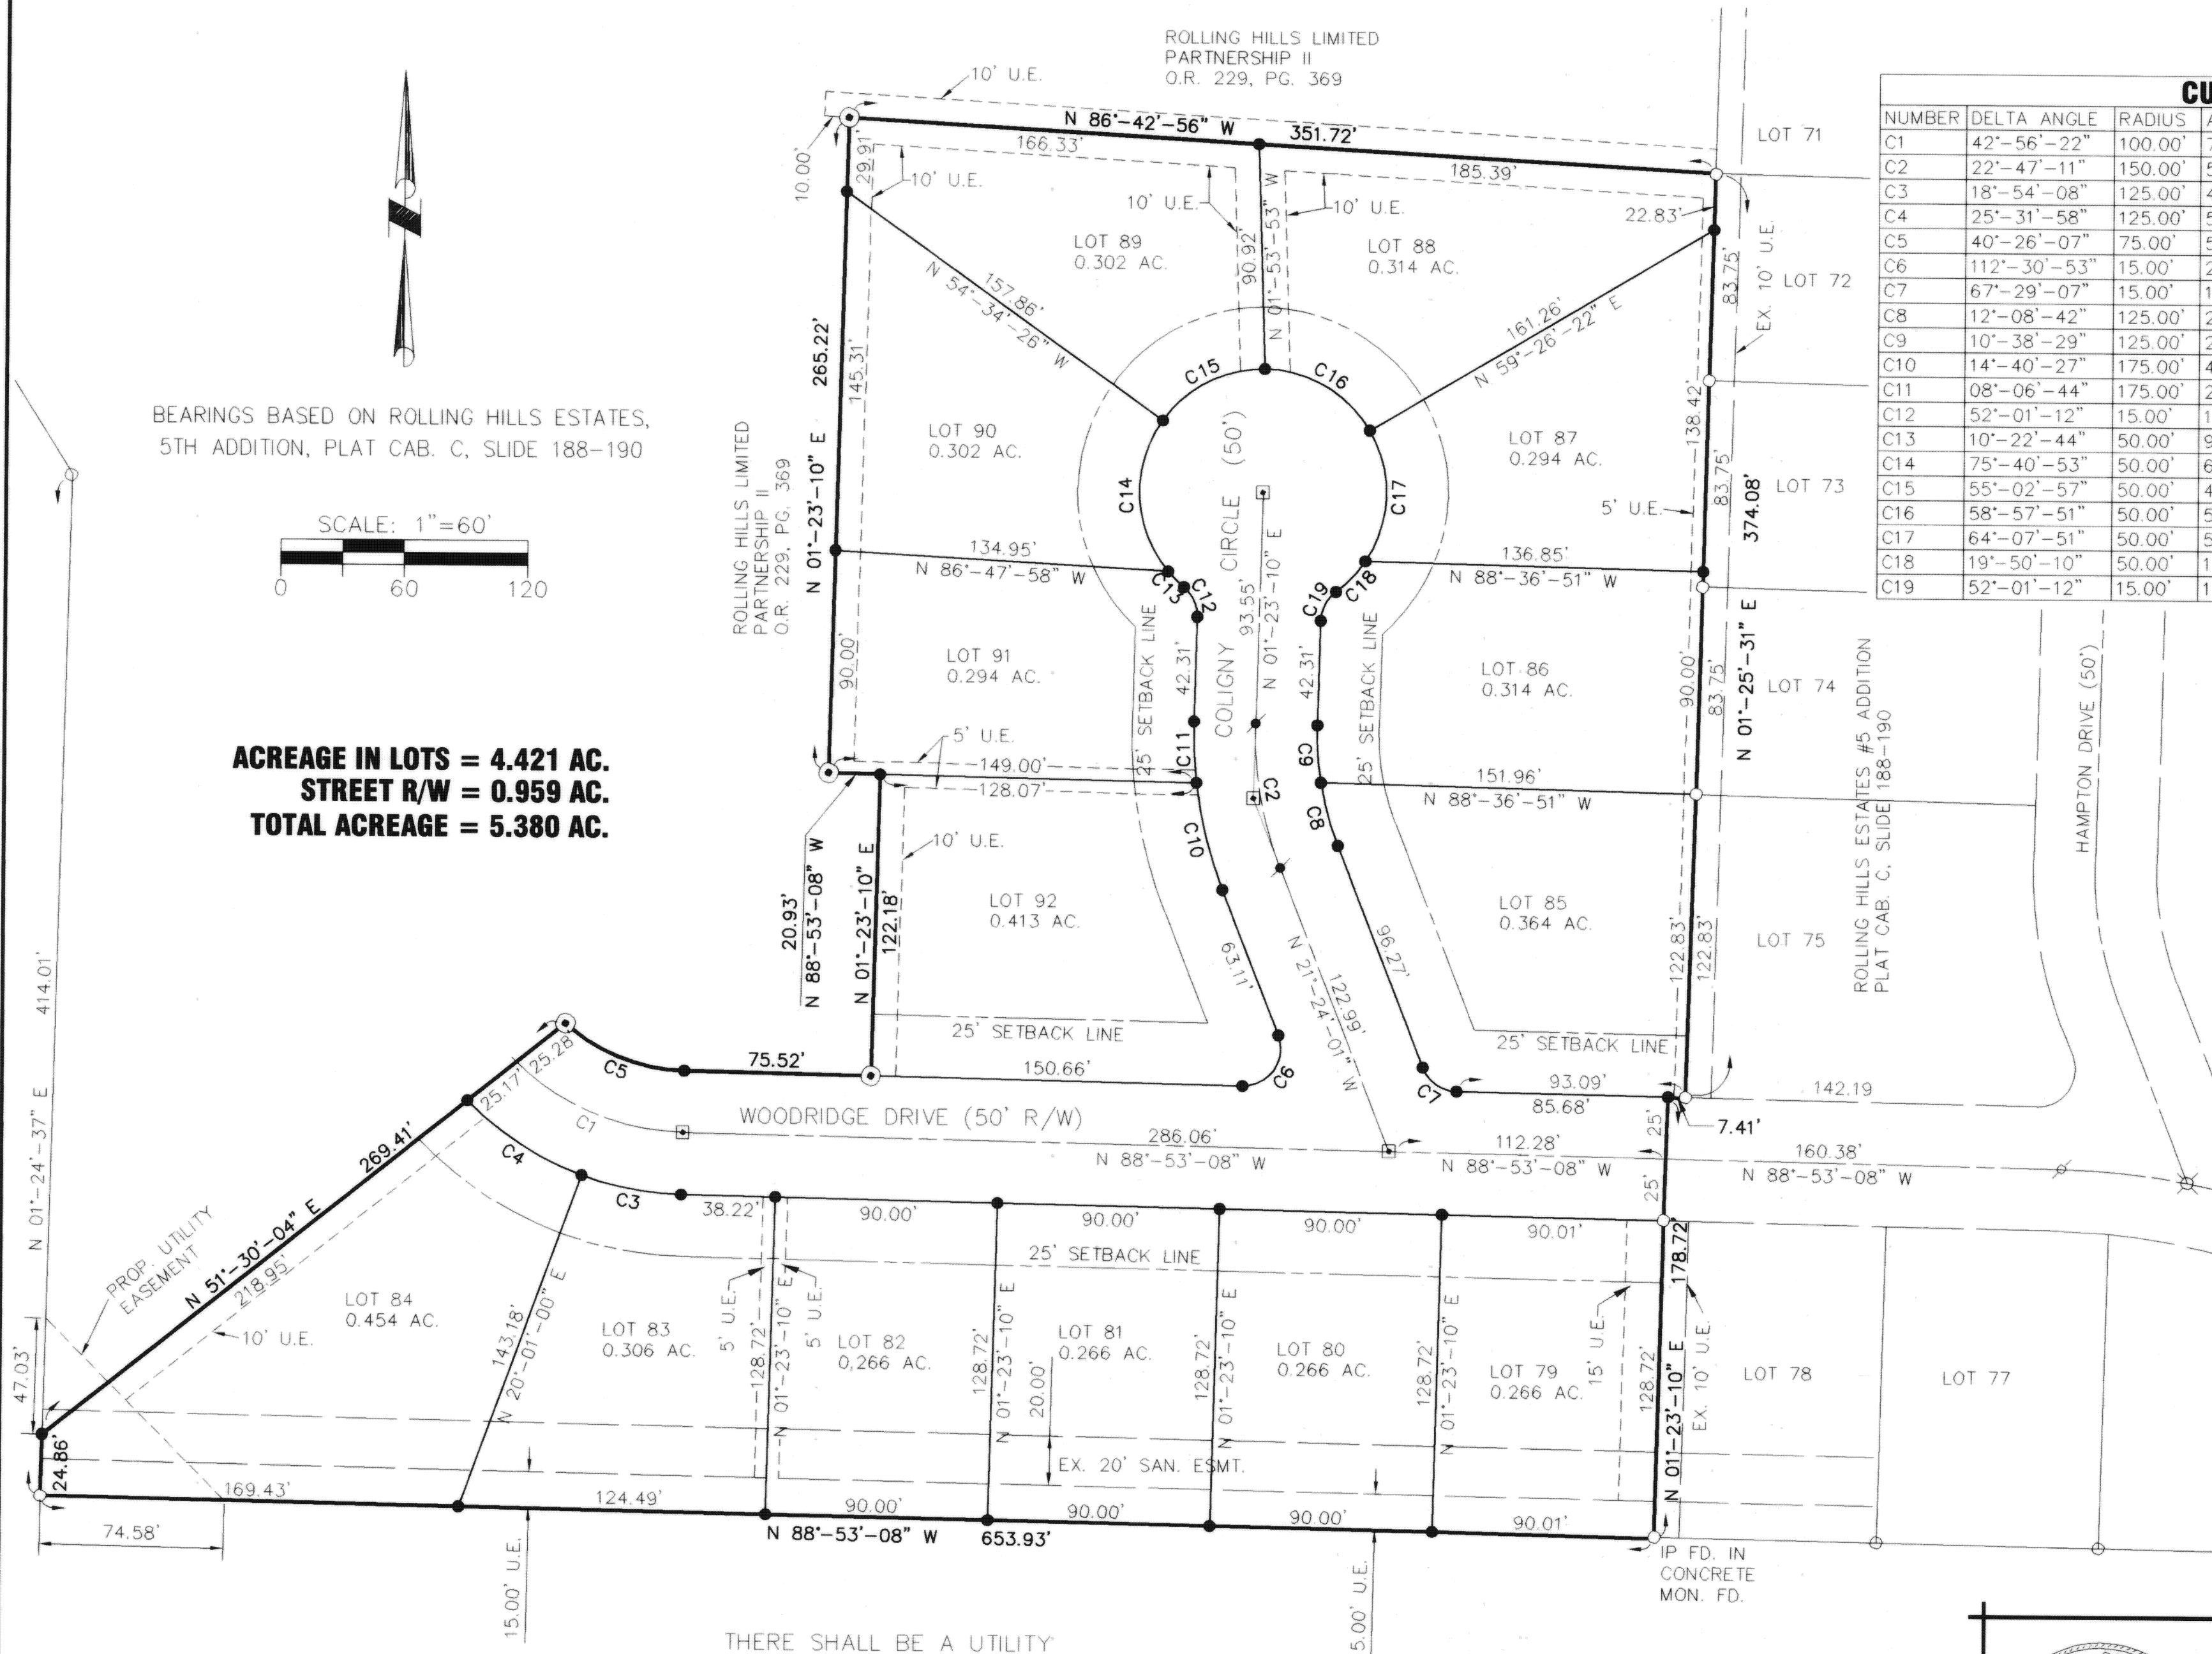 ROLLING HILLS LIMITED
PARTNERSHIP II
O.R. 229, PG. 369
10' U.E.
N 86°-42'-56" W 351.72'
166.33'
185.39'
10.00'
29.91'
10' U.E.
10' U.E.
10' U.E.
22.83'
LOT 71
LOT 89
0.302 AC.
90.92'
N 01°-53'-53" W
LOT 88
0.314 AC.
83.75'
EX. 10' U.E.
LOT 72
157.86'
N 54°-34'-26" W
161.26'
N 59°-26'-22" E
265.22'
N 01°-23'-10" E
145.31'
C15
C16
138.42'
BEARINGS BASED ON ROLLING HILLS ESTATES,
5TH ADDITION, PLAT CAB. C, SLIDE 188-190
SCALE: 1"=60'
0 60 120
ROLLING HILLS LIMITED
PARTNERSHIP II
O.R. 229, PG. 369
LOT 90
0.302 AC.
C14
COLIGNY CIRCLE (50')
C17
LOT 87
0.294 AC.
5' U.E.
83.75'
374.08'
N 01°-25'-31" E
LOT 73
134.95'
N 86°-47'-58" W
C13
C12
93.55'
N 01°-23'-10" E
C19
C18
136.85'
N 88°-36'-51" W
90.00'
LOT 91
0.294 AC.
25' SETBACK LINE
42.31'
42.31'
25' SETBACK LINE
LOT 86
0.314 AC.
90.00'
83.75'
LOT 74
ROLLING HILLS ESTATES #5 ADDITION
PLAT CAB. C, SLIDE 188-190
HAMPTON DRIVE (50')
ACREAGE IN LOTS = 4.421 AC.
STREET R/W = 0.959 AC.
TOTAL ACREAGE = 5.380 AC.
5' U.E.
149.00'
128.07'
C11
C2
C9
151.96'
N 88°-36'-51" W
20.93'
N 88°-53'-08" W
N 01°-23'-10" E
122.18'
10' U.E.
C10
C8
LOT 92
0.413 AC.
63.11'
N 21°-24'-01" W
122.99'
96.27'
LOT 85
0.364 AC.
122.83'
122.83'
LOT 75
25' SETBACK LINE
25' SETBACK LINE
414.01'
N 01°-24'-37" E
25.28'
25.17'
C5
75.52'
150.66'
C6
C7
93.09'
85.68'
142.19
7.41'
C1
WOODRIDGE DRIVE (50' R/W)
286.06'
N 88°-53'-08" W
112.28'
N 88°-53'-08" W
25'
25'
160.38'
N 88°-53'-08" W
269.41'
N 51°-30'-04" E
C4
C3
38.22'
90.00'
90.00'
90.00'
90.01'
25' SETBACK LINE
PROP. UTILITY
EASEMENT
218.95'
10' U.E.
LOT 84
0.454 AC.
143.18'
N 20°-01'-00" E
LOT 83
0.306 AC.
5' U.E.
128.72'
N 01°-23'-10" E
5' U.E.
LOT 82
0,266 AC.
128.72'
N 01°-23'-10" E
LOT 81
0.266 AC.
20.00'
128.72'
N 01°-23'-10" E
LOT 80
0.266 AC.
128.72'
N 01°-23'-10" E
LOT 79
0.266 AC.
15' U.E.
128.72'
178.72'
N 01°-23'-10" E
EX. 10' U.E.
LOT 78
LOT 77
47.03'
24.86'
EX. 20' SAN. ESMT.
169.43'
124.49'
90.00'
90.00'
90.00'
90.01'
74.58'
N 88°-53'-08" W 653.93'
15.00' U.E.
5.00' U.E.
IP FD. IN
CONCRETE
MON. FD.
THERE SHALL BE A UTILITY
CU
NUMBER DELTA ANGLE RADIUS
C1 42°-56'-22" 100.00'
C2 22°-47'-11" 150.00'
C3 18°-54'-08" 125.00'
C4 25°-31'-58" 125.00'
C5 40°-26'-07" 75.00'
C6 112°-30'-53" 15.00'
C7 67°-29'-07" 15.00'
C8 12°-08'-42" 125.00'
C9 10°-38'-29" 125.00'
C10 14°-40'-27" 175.00'
C11 08°-06'-44" 175.00'
C12 52°-01'-12" 15.00'
C13 10°-22'-44" 50.00'
C14 75°-40'-53" 50.00'
C15 55°-02'-57" 50.00'
C16 58°-57'-51" 50.00'
C17 64°-07'-51" 50.00'
C18 19°-50'-10" 50.00'
C19 52°-01'-12" 15.00'